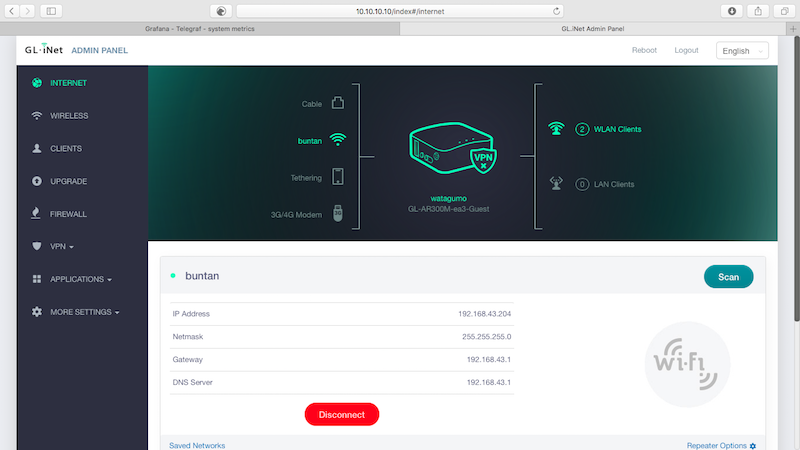 10.10.10.10/index#/internet
Grafana - Telegraf - system metrics
GL.iNet Admin Panel
GL·iNet ADMIN PANEL
Reboot
Logout
English
INTERNET
WIRELESS
CLIENTS
UPGRADE
FIREWALL
VPN
APPLICATIONS
MORE SETTINGS
Cable
buntan
Tethering
3G/4G Modem
3G
VPN
x
watagumo
GL-AR300M-ea3-Guest
2 WLAN Clients
0 LAN Clients
buntan
Scan
IP Address 192.168.43.204
Netmask 255.255.255.0
Gateway 192.168.43.1
DNS Server 192.168.43.1
Wi-Fi
Disconnect
Saved Networks
Repeater Options